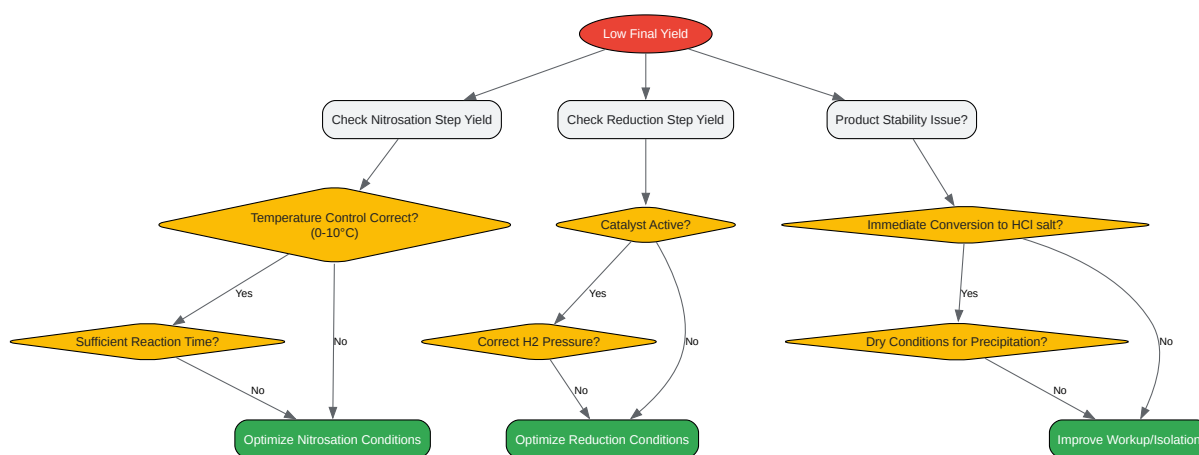 Low Final Yield
Check Nitrosation Step Yield
Check Reduction Step Yield
Product Stability Issue?
Temperature Control Correct?
(0-10°C)
Catalyst Active?
Immediate Conversion to HCl salt?
Yes
Yes
Yes
Sufficient Reaction Time?
No
Correct H2 Pressure?
No
Dry Conditions for Precipitation?
No
No
No
No
Optimize Nitrosation Conditions
Optimize Reduction Conditions
Improve Workup/Isolation